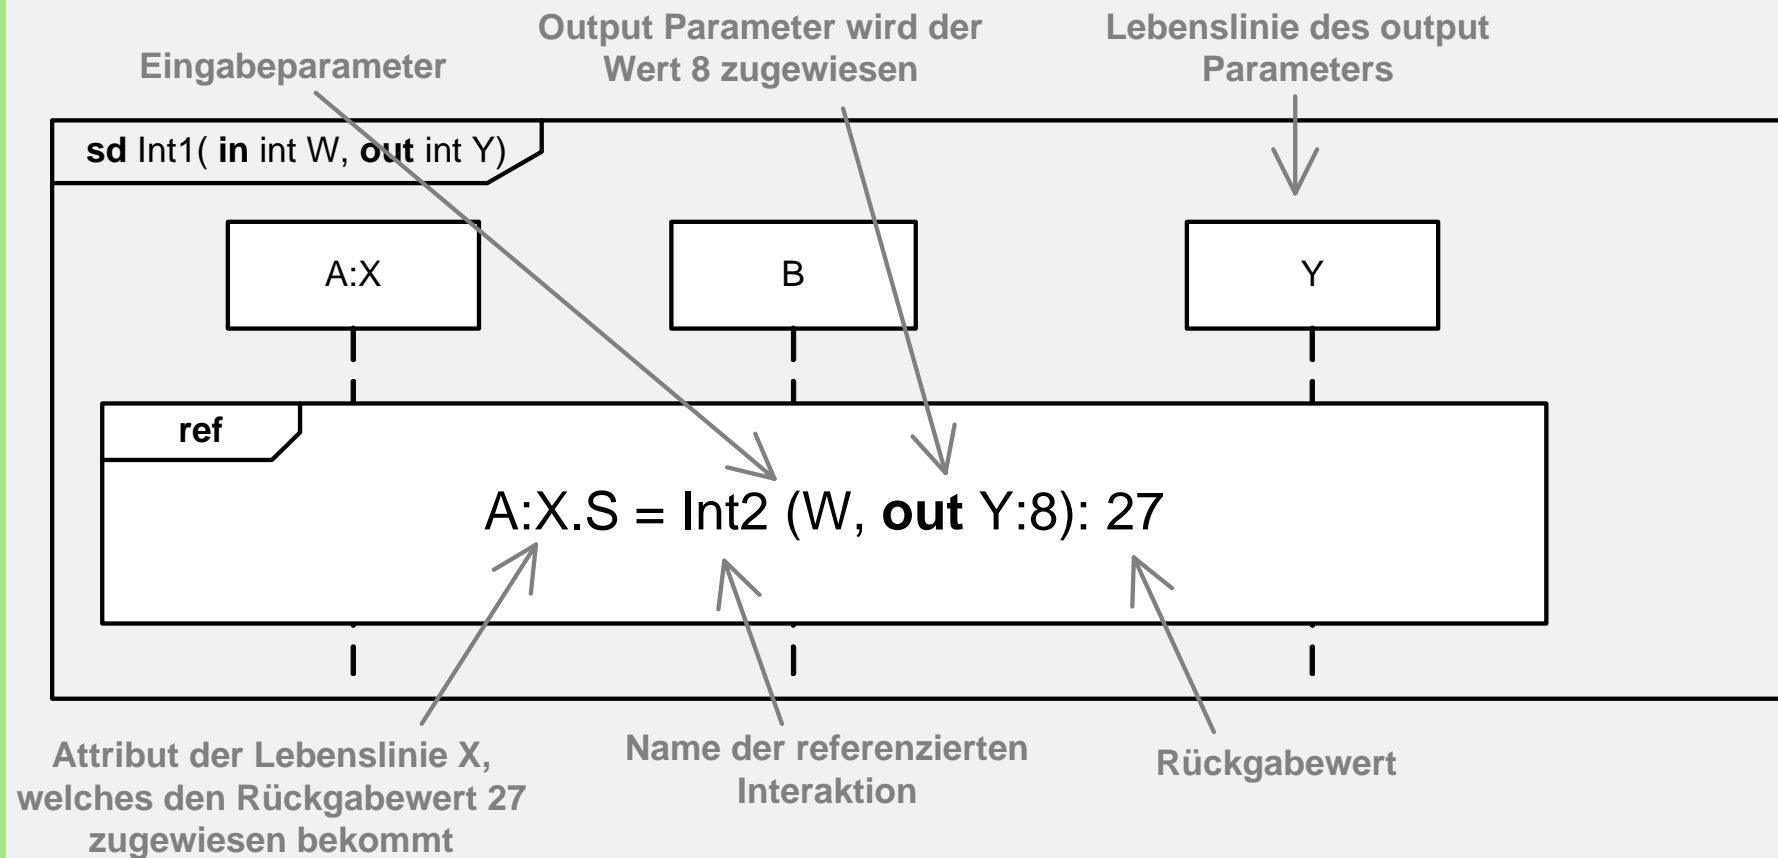 Output Parameter wird der
Wert 8 zugewiesen
Lebenslinie des output
Parameters
Eingabeparameter
sd Int1( in int W, out int Y)
A:X
B
Y
ref
A:X.S = Int2 (W, out Y:8): 27
Attribut der Lebenslinie X,
welches den Rückgabewert 27
zugewiesen bekommt
Name der referenzierten
Interaktion
Rückgabewert